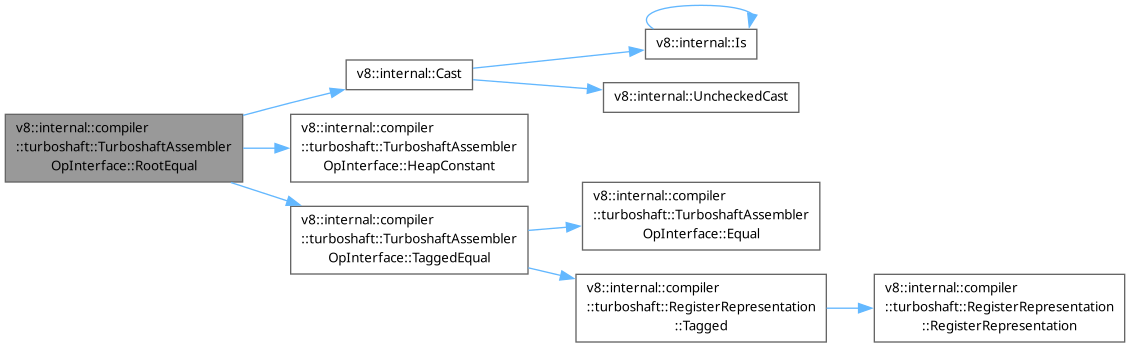 v8::internal::compiler
::turboshaft::TurboshaftAssembler
OpInterface::RootEqual
v8::internal::Cast
v8::internal::Is
v8::internal::UncheckedCast
v8::internal::compiler
::turboshaft::TurboshaftAssembler
OpInterface::HeapConstant
v8::internal::compiler
::turboshaft::TurboshaftAssembler
OpInterface::TaggedEqual
v8::internal::compiler
::turboshaft::TurboshaftAssembler
OpInterface::Equal
v8::internal::compiler
::turboshaft::RegisterRepresentation
::Tagged
v8::internal::compiler
::turboshaft::RegisterRepresentation
::RegisterRepresentation